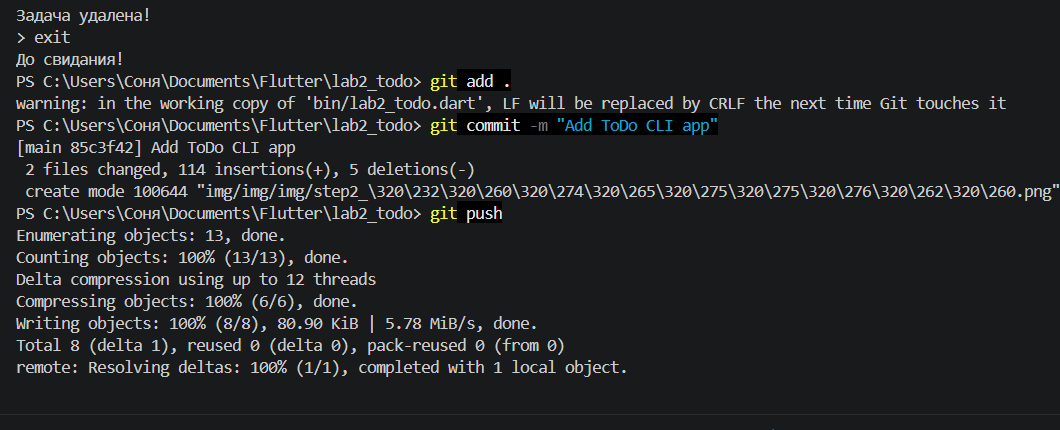 Задача удалена!
> exit
До свидания!
PS C:\Users\Соня\Documents\Flutter\lab2_todo> git add .
warning: in the working copy of 'bin/lab2_todo.dart', LF will be replaced by CRLF the next time Git touches it
PS C:\Users\Соня\Documents\Flutter\lab2_todo> git commit -m "Add ToDo CLI app"
[main 85c3f42] Add ToDo CLI app
 2 files changed, 114 insertions(+), 5 deletions(-)
 create mode 100644 "img/img/img/step2_\320\232\320\260\320\274\320\265\320\275\320\275\320\276\320\262\320\260.png"
PS C:\Users\Соня\Documents\Flutter\lab2_todo> git push
Enumerating objects: 13, done.
Counting objects: 100% (13/13), done.
Delta compression using up to 12 threads
Compressing objects: 100% (6/6), done.
Writing objects: 100% (8/8), 80.90 KiB | 5.78 MiB/s, done.
Total 8 (delta 1), reused 0 (delta 0), pack-reused 0 (from 0)
remote: Resolving deltas: 100% (1/1), completed with 1 local object.